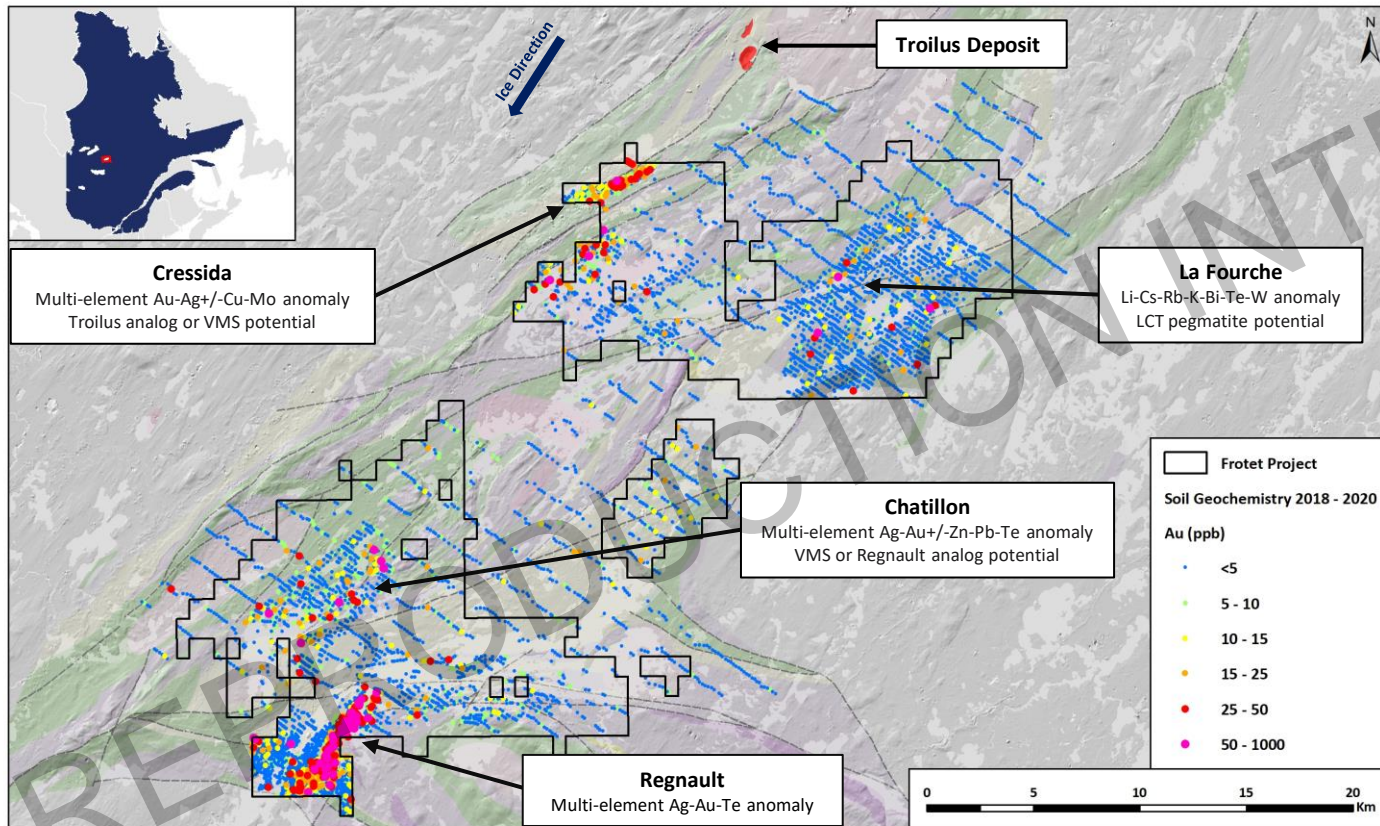 Troilus Deposit
N
Ice Direction
Cressida
Multi-element Au-Ag+/-Cu-Mo anomaly
Troilus analog or VMS potential
La Fourche
Li-Cs-Rb-K-Bi-Te-W anomaly
LCT pegmatite potential
Chatillon
Multi-element Ag-Au+/-Zn-Pb-Te anomaly
VMS or Regnault analog potential
Regnault
Multi-element Ag-Au-Te anomaly
Frotet Project
Soil Geochemistry 2018 - 2020
Au (ppb)
<5
5 - 10
10 - 15
15 - 25
25 - 50
50 - 1000
0 5 10 15 20
Km
REPRODUCTION INT